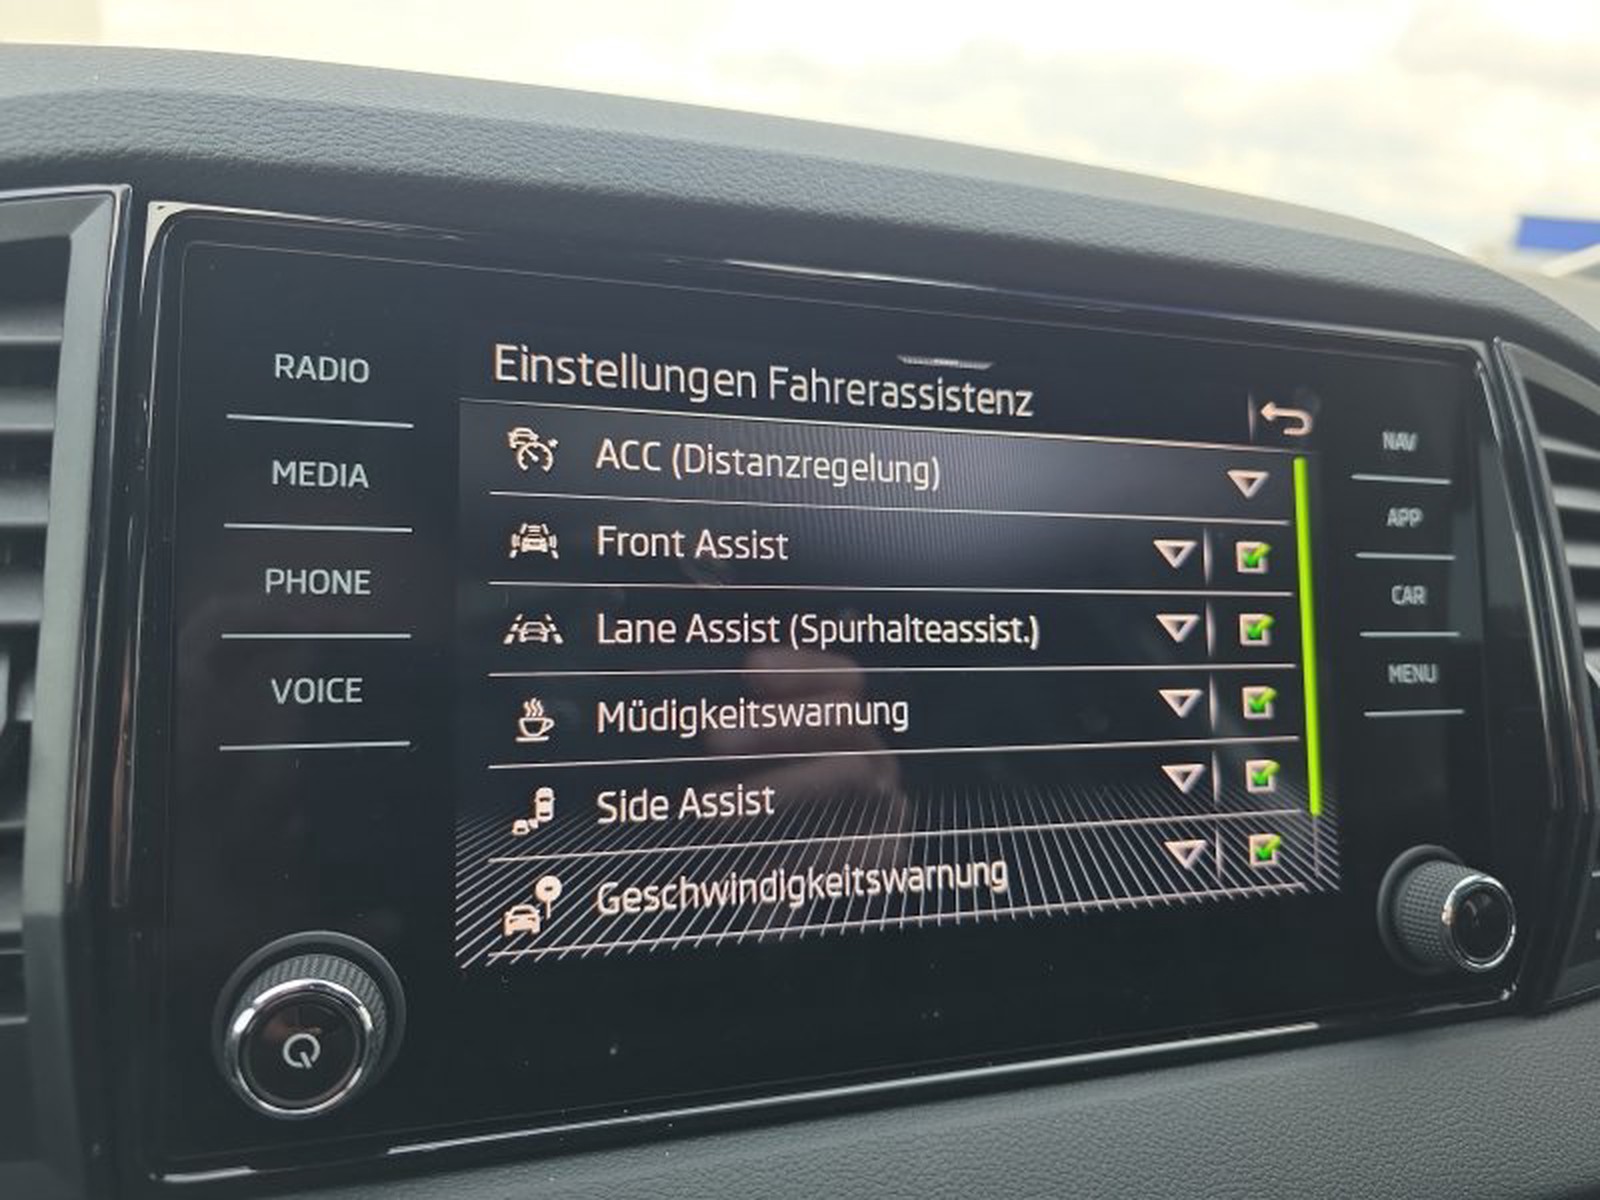 RADIO
MEDIA
PHONE
VOICE
Einstellungen Fahrerassistenz
ACC (Distanzregelung)
Front Assist
Lane Assist (Spurhalteassist.)
Müdigkeitswarnung
Side Assist
Geschwindigkeitswarnung
NAV
APP
CAR
MENU